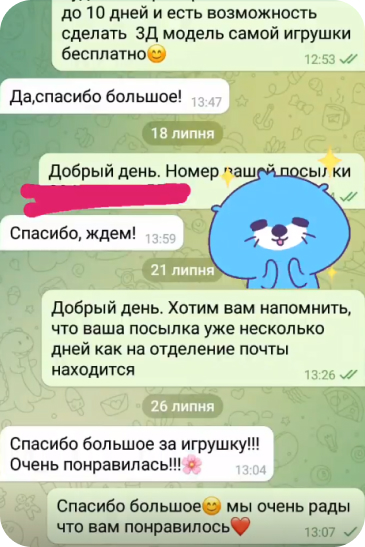 до 10 дней и есть возможность
сделать 3Д модель самой игрушки
бесплатно😊
12:53
Да,спасибо большое! 13:47
18 липня
Добрый день. Номер вашей посылки
Спасибо, ждем! 13:59
21 липня
Добрый день. Хотим вам напомнить,
что ваша посылка уже несколько
дней как на отделение почты
находится
13:26
26 липня
Спасибо большое за игрушку!!!
Очень понравилась!!!🌸 13:04
Спасибо большое😊 мы очень рады
что вам понравилось❤️ 13:07